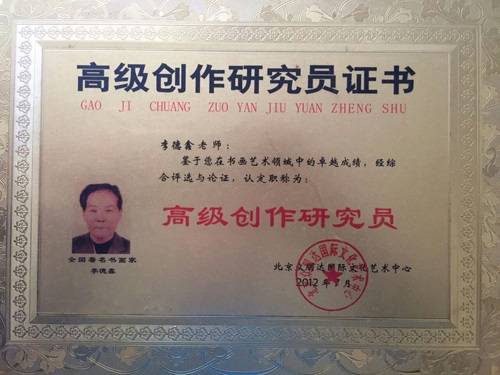 高级创作研究员证书
GAO JI CHUANG ZUO YAN JIU YUAN ZHENG SHU
李德鑫老师：
鉴于您在书画艺术领域中的卓越成绩，经综
合评选与论证，认定职称为：
高级创作研究员
全国著名书画家
李德鑫
北京义 达国际文化艺术中心
2012年 月